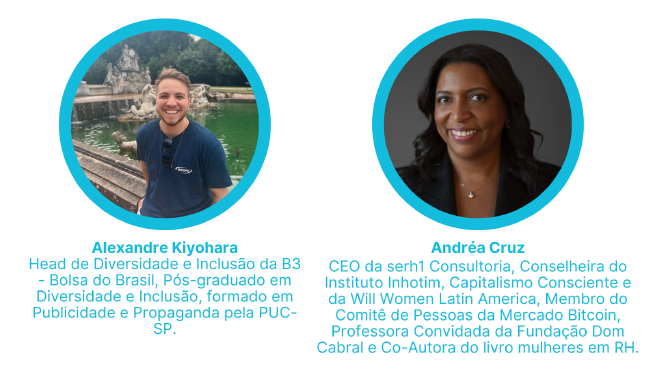 Alexandre Kiyohara
Head de Diversidade e Inclusão da B3
- Bolsa do Brasil, Pós-graduado em
Diversidade e Inclusão, formado em
Publicidade e Propaganda pela PUC-
SP.
Andréa Cruz
CEO da serh1 Consultoria, Conselheira do
Instituto Inhotim, Capitalismo Consciente e
da Will Women Latin America, Membro do
Comitê de Pessoas da Mercado Bitcoin,
Professora Convidada da Fundação Dom
Cabral e Co-Autora do livro mulheres em RH.